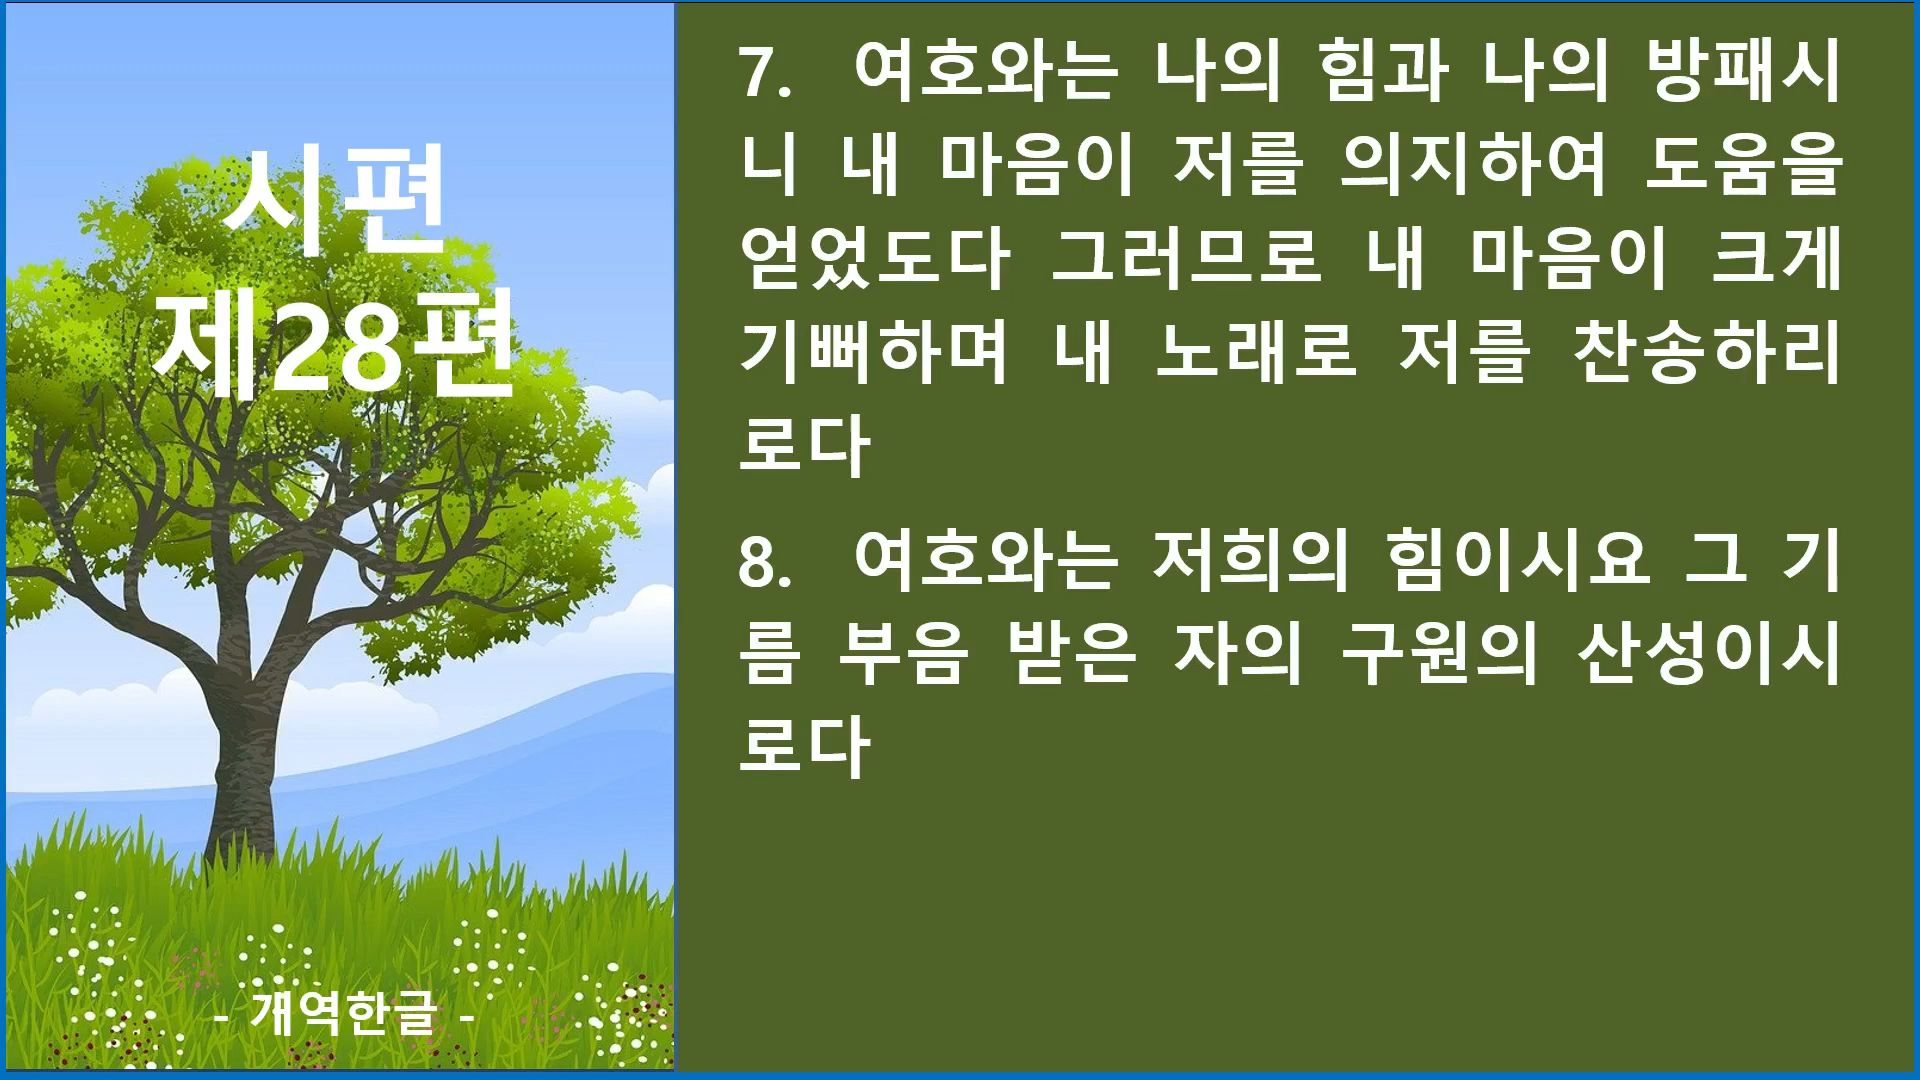 시편
제28편
- 개역한글 -
7. 여호와는 나의 힘과 나의 방패시
니 내 마음이 저를 의지하여 도움을
얻었도다 그러므로 내 마음이 크게
기뻐하며 내 노래로 저를 찬송하리
로다
8. 여호와는 저희의 힘이시요 그 기
름 부음 받은 자의 구원의 산성이시
로다